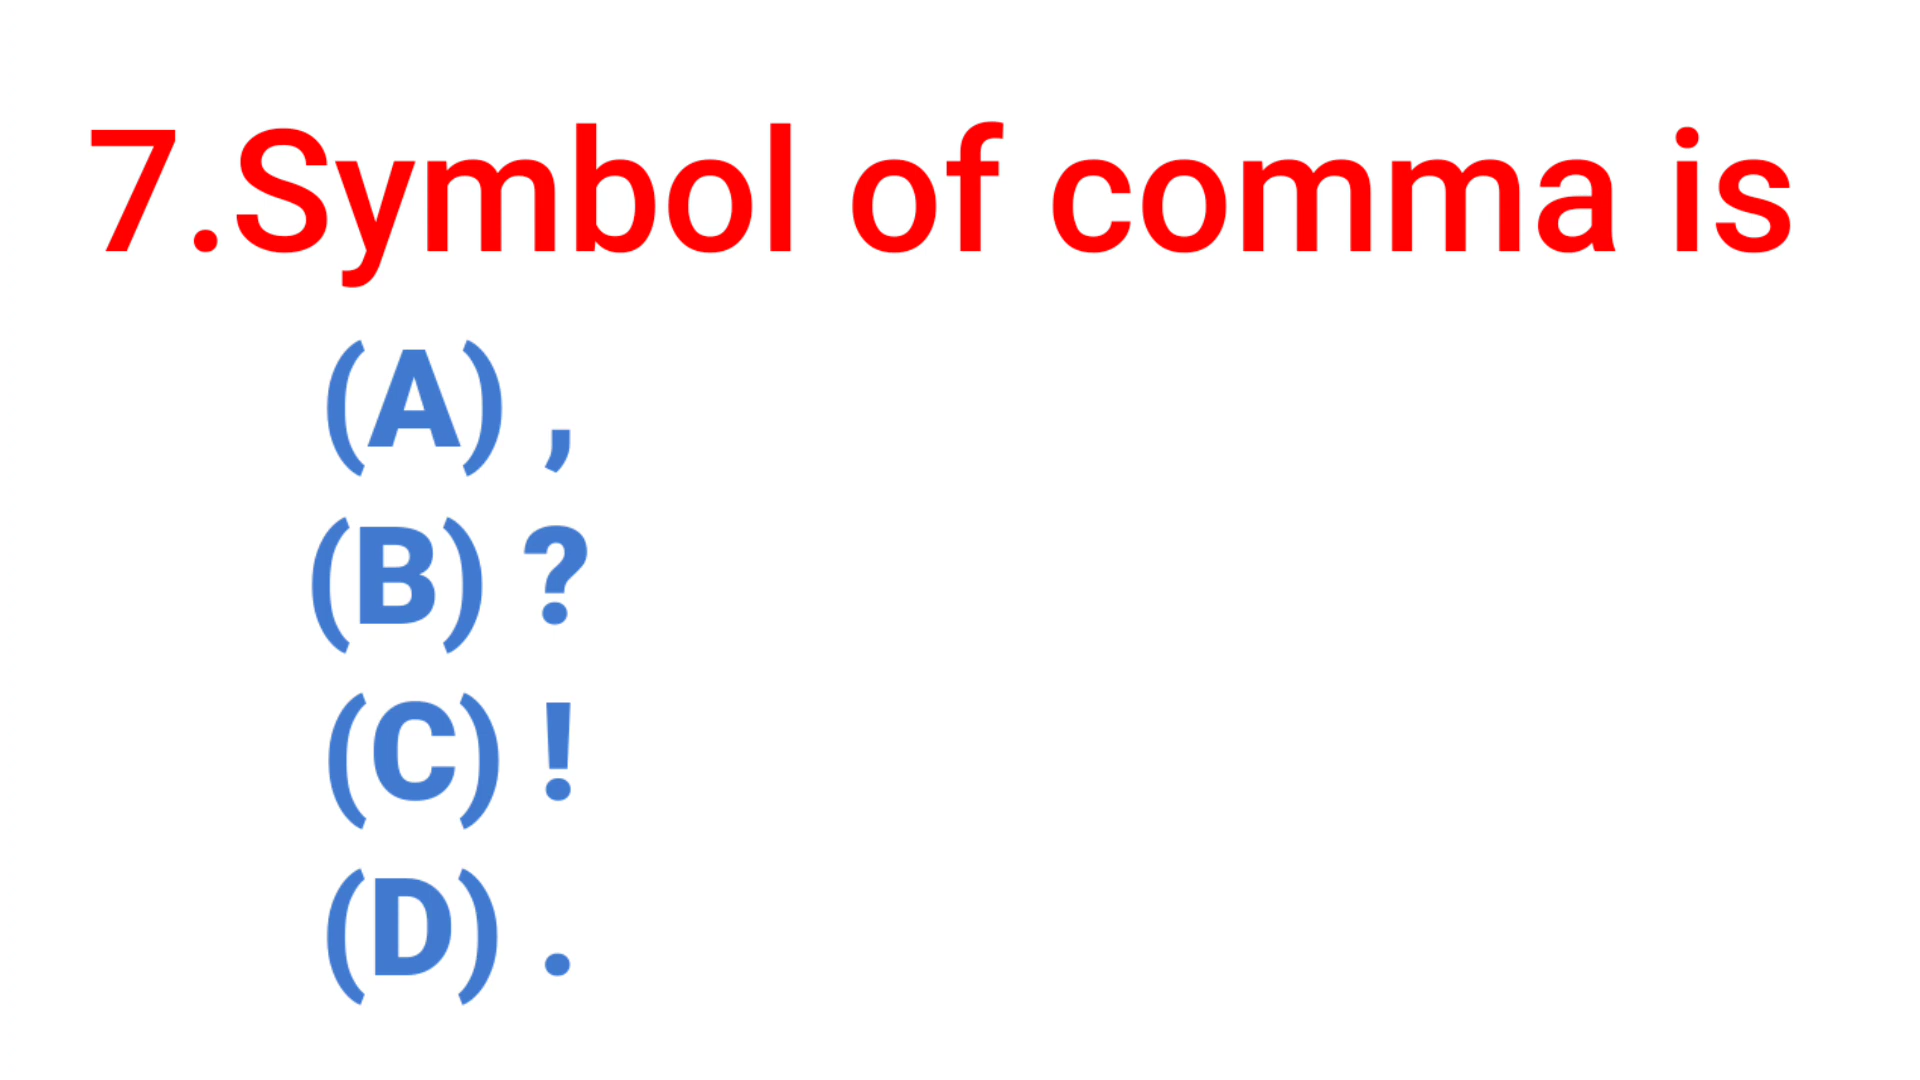 7.Symbol of comma is
(A) ,
(B) ?
(C) !
(D) .